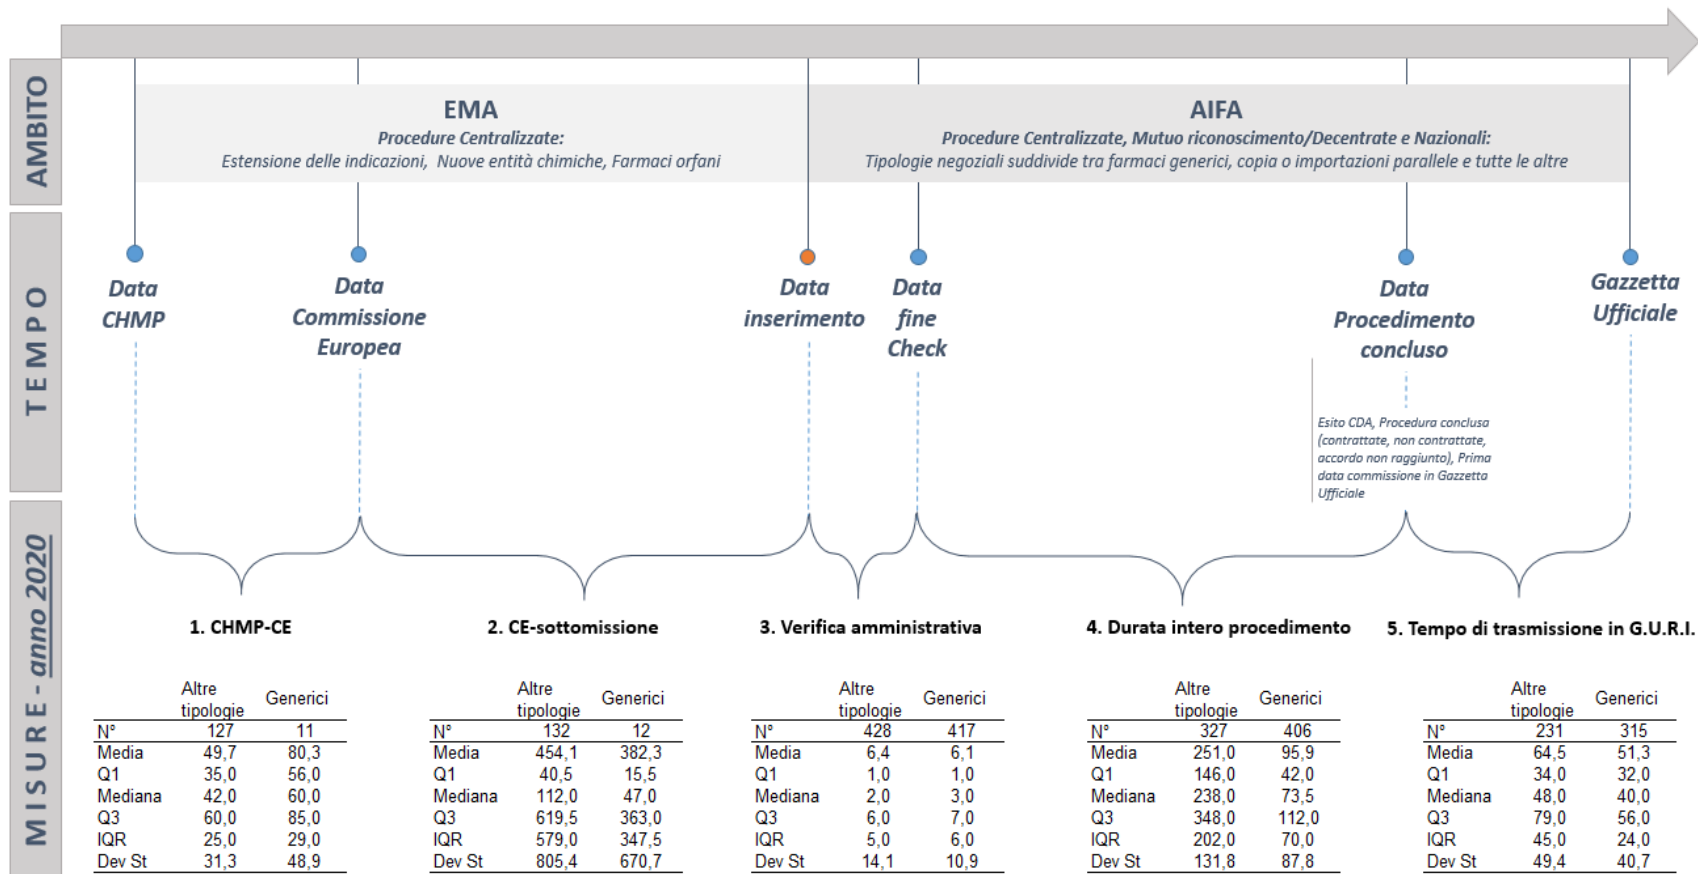 AMBITO
EMA
Procedure Centralizzate:
Estensione delle indicazioni, Nuove entità chimiche, Farmaci orfani
AIFA
Procedure Centralizzate, Mutuo riconoscimento/Decentrate e Nazionali:
Tipologie negoziali suddivide tra farmaci generici, copia o importazioni parallele e tutte le altre
TEMPO
Data
CHMP
Data
Commissione
Europea
Data
inserimento
Data
fine
Check
Data
Procedimento
concluso
Gazzetta
Ufficiale
Esito CDA, Procedura conclusa
(contrattate, non contrattate,
accordo non raggiunto), Prima
data commissione in Gazzetta
Ufficiale
MISURE - anno 2020
1. CHMP-CE
Altre
tipologie Generici
N° 127 11
Media 49,7 80,3
Q1 35,0 56,0
Mediana 42,0 60,0
Q3 60,0 85,0
IQR 25,0 29,0
Dev St 31,3 48,9
2. CE-sottomissione
Altre
tipologie Generici
N° 132 12
Media 454,1 382,3
Q1 40,5 15,5
Mediana 112,0 47,0
Q3 619,5 363,0
IQR 579,0 347,5
Dev St 805,4 670,7
3. Verifica amministrativa
Altre
tipologie Generici
N° 428 417
Media 6,4 6,1
Q1 1,0 1,0
Mediana 2,0 3,0
Q3 6,0 7,0
IQR 5,0 6,0
Dev St 14,1 10,9
4. Durata intero procedimento
Altre
tipologie Generici
N° 327 406
Media 251,0 95,9
Q1 146,0 42,0
Mediana 238,0 73,5
Q3 348,0 112,0
IQR 202,0 70,0
Dev St 131,8 87,8
5. Tempo di trasmissione in G.U.R.I.
Altre
tipologie Generici
N° 231 315
Media 64,5 51,3
Q1 34,0 32,0
Mediana 48,0 40,0
Q3 79,0 56,0
IQR 45,0 24,0
Dev St 49,4 40,7